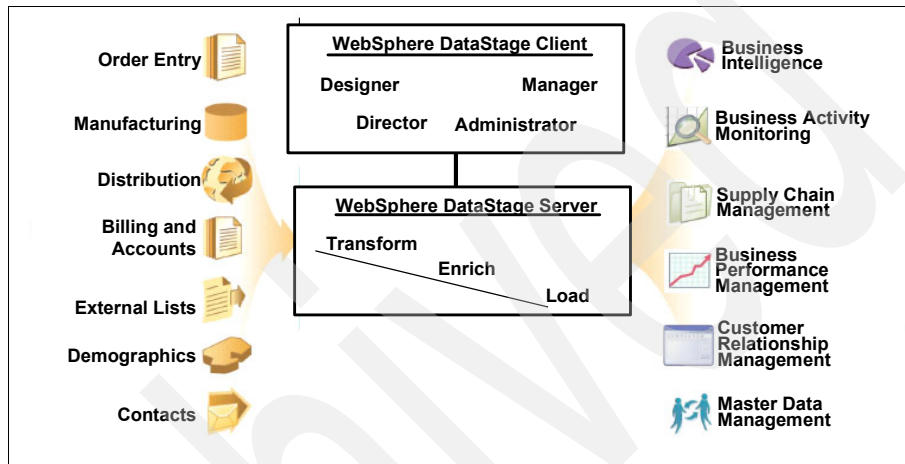 Order Entry
Manufacturing
Distribution
Billing and
Accounts
External Lists
Demographics
Contacts
WebSphere DataStage Client
Designer
Manager
Director
Administrator
WebSphere DataStage Server
Transform
Enrich
Load
Business
Intelligence
Business Activity
Monitoring
Supply Chain
Management
Business
Performance
Management
Customer
Relationship
Management
Master Data
Management